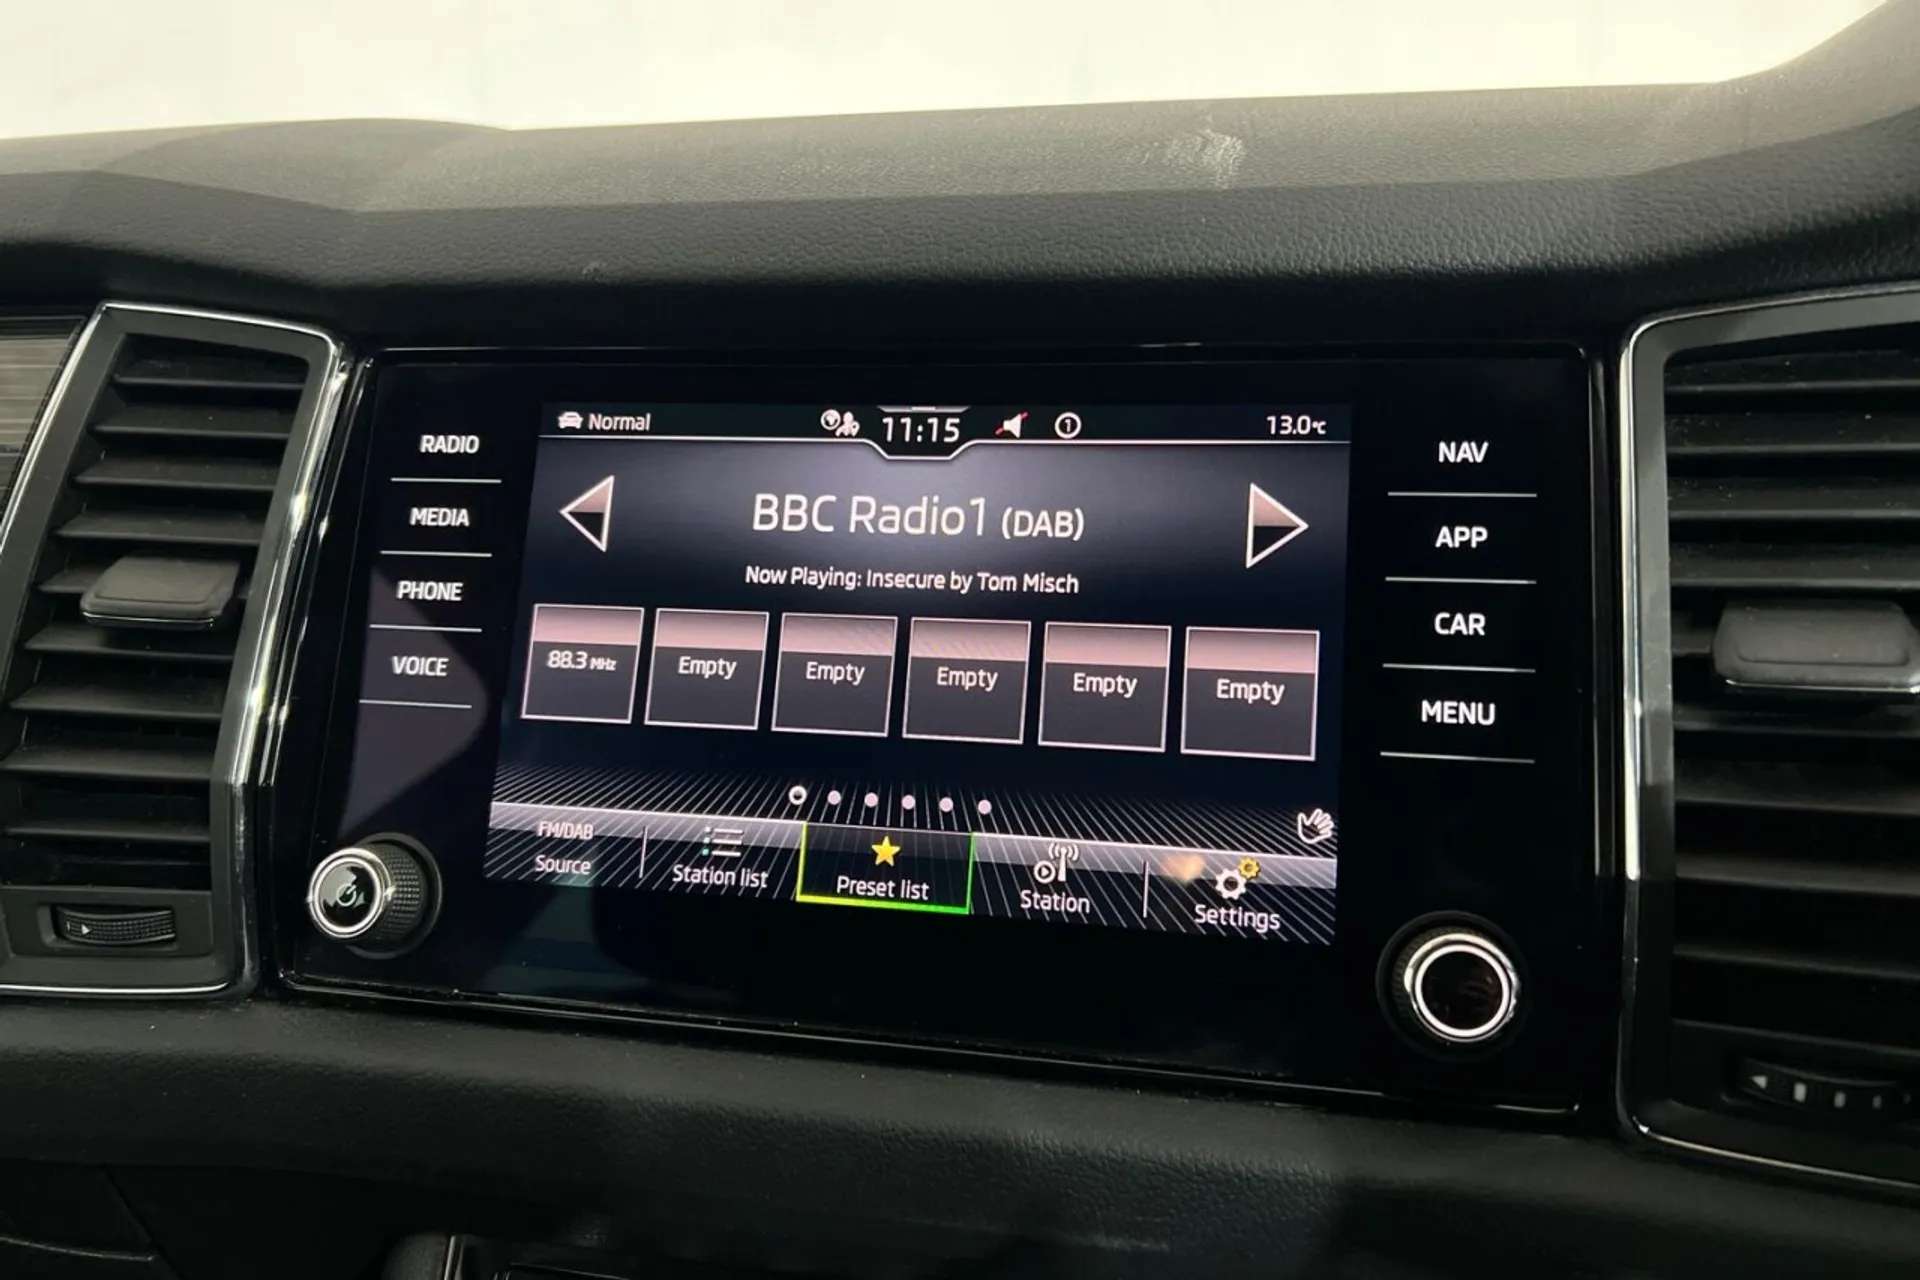 Normal
11:15
1
13.0°C
RADIO
MEDIA
PHONE
VOICE
BBC Radio1 (DAB)
Now Playing: Insecure by Tom Misch
88.3 MHz
Empty
Empty
Empty
Empty
Empty
FM/DAB
Source
Station list
Preset list
Station
Settings
NAV
APP
CAR
MENU